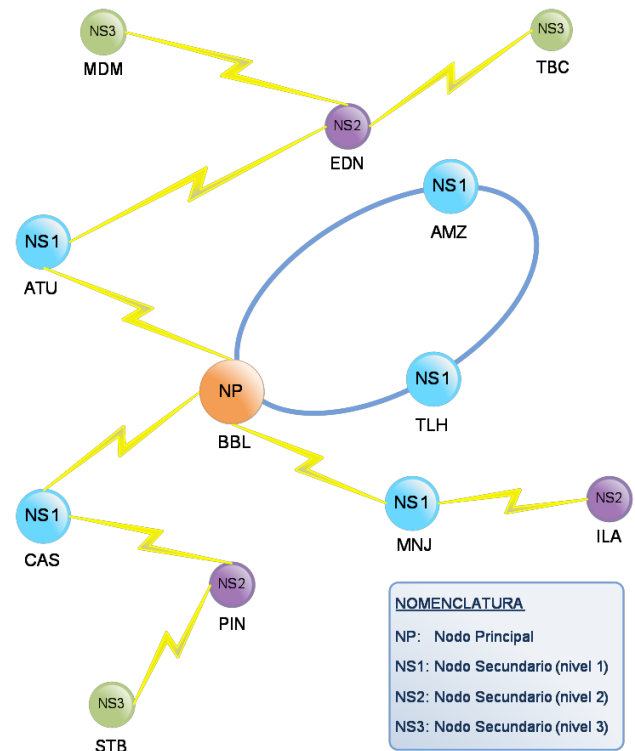 NS3
MDM
NS3
TBC
NS2
EDN
NS1
AMZ
NS1
ATU
NP
BBL
NS1
TLH
NS1
CAS
NS1
MNJ
NS2
ILA
NS2
PIN
NS3
STB
NOMENCLATURA
NP: Nodo Principal
NS1: Nodo Secundario (nivel 1)
NS2: Nodo Secundario (nivel 2)
NS3: Nodo Secundario (nivel 3)